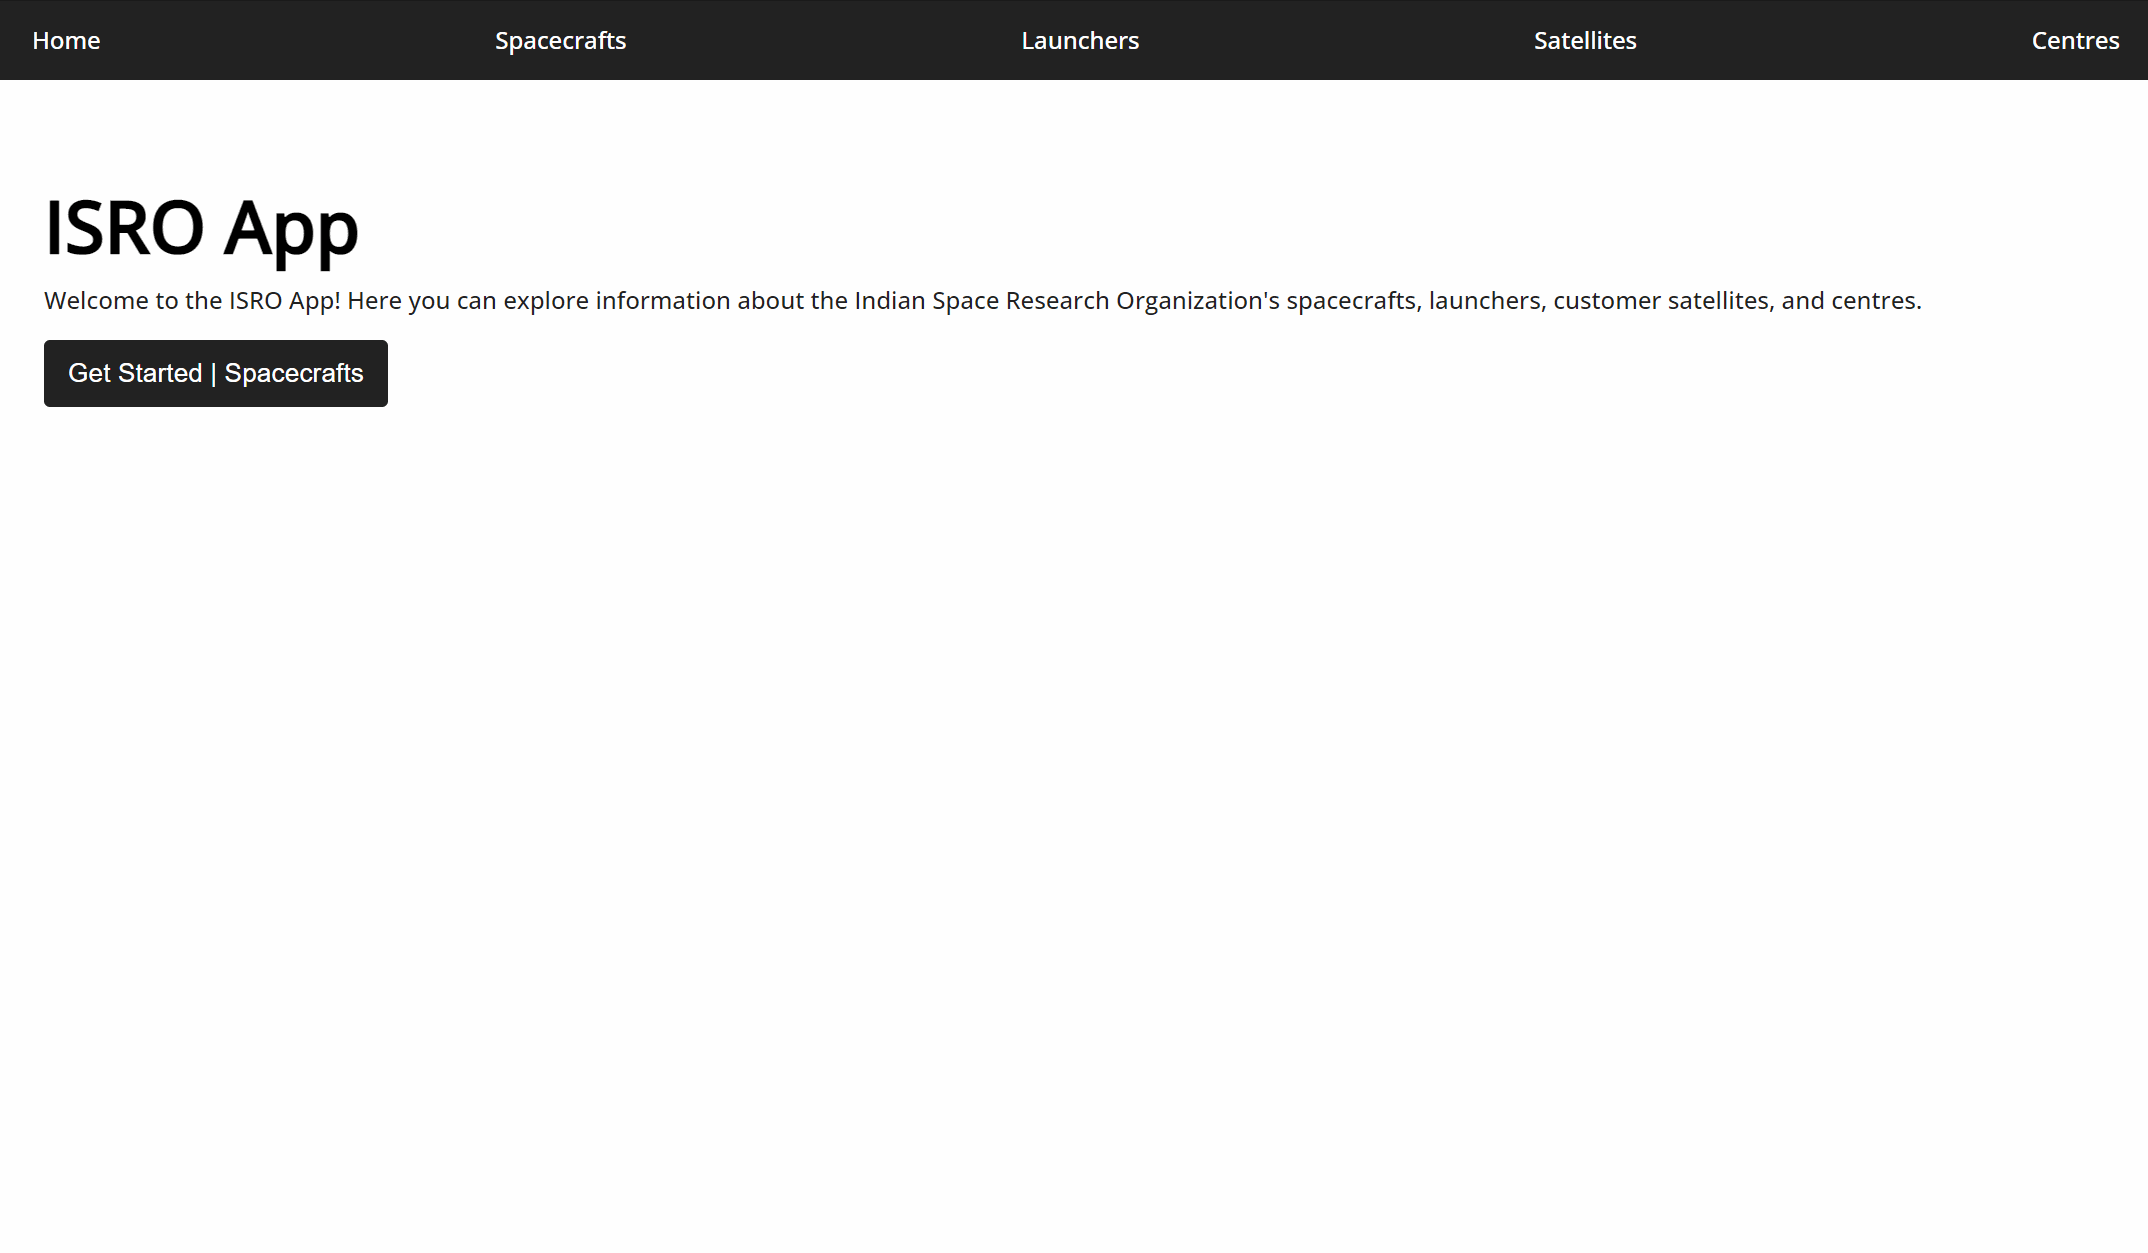 Home Spacecrafts Launchers Satellites Centres
ISRO App
Welcome to the ISRO App! Here you can explore information about the Indian Space Research Organization's spacecrafts, launchers, customer satellites, and centres.
Get Started | Spacecrafts